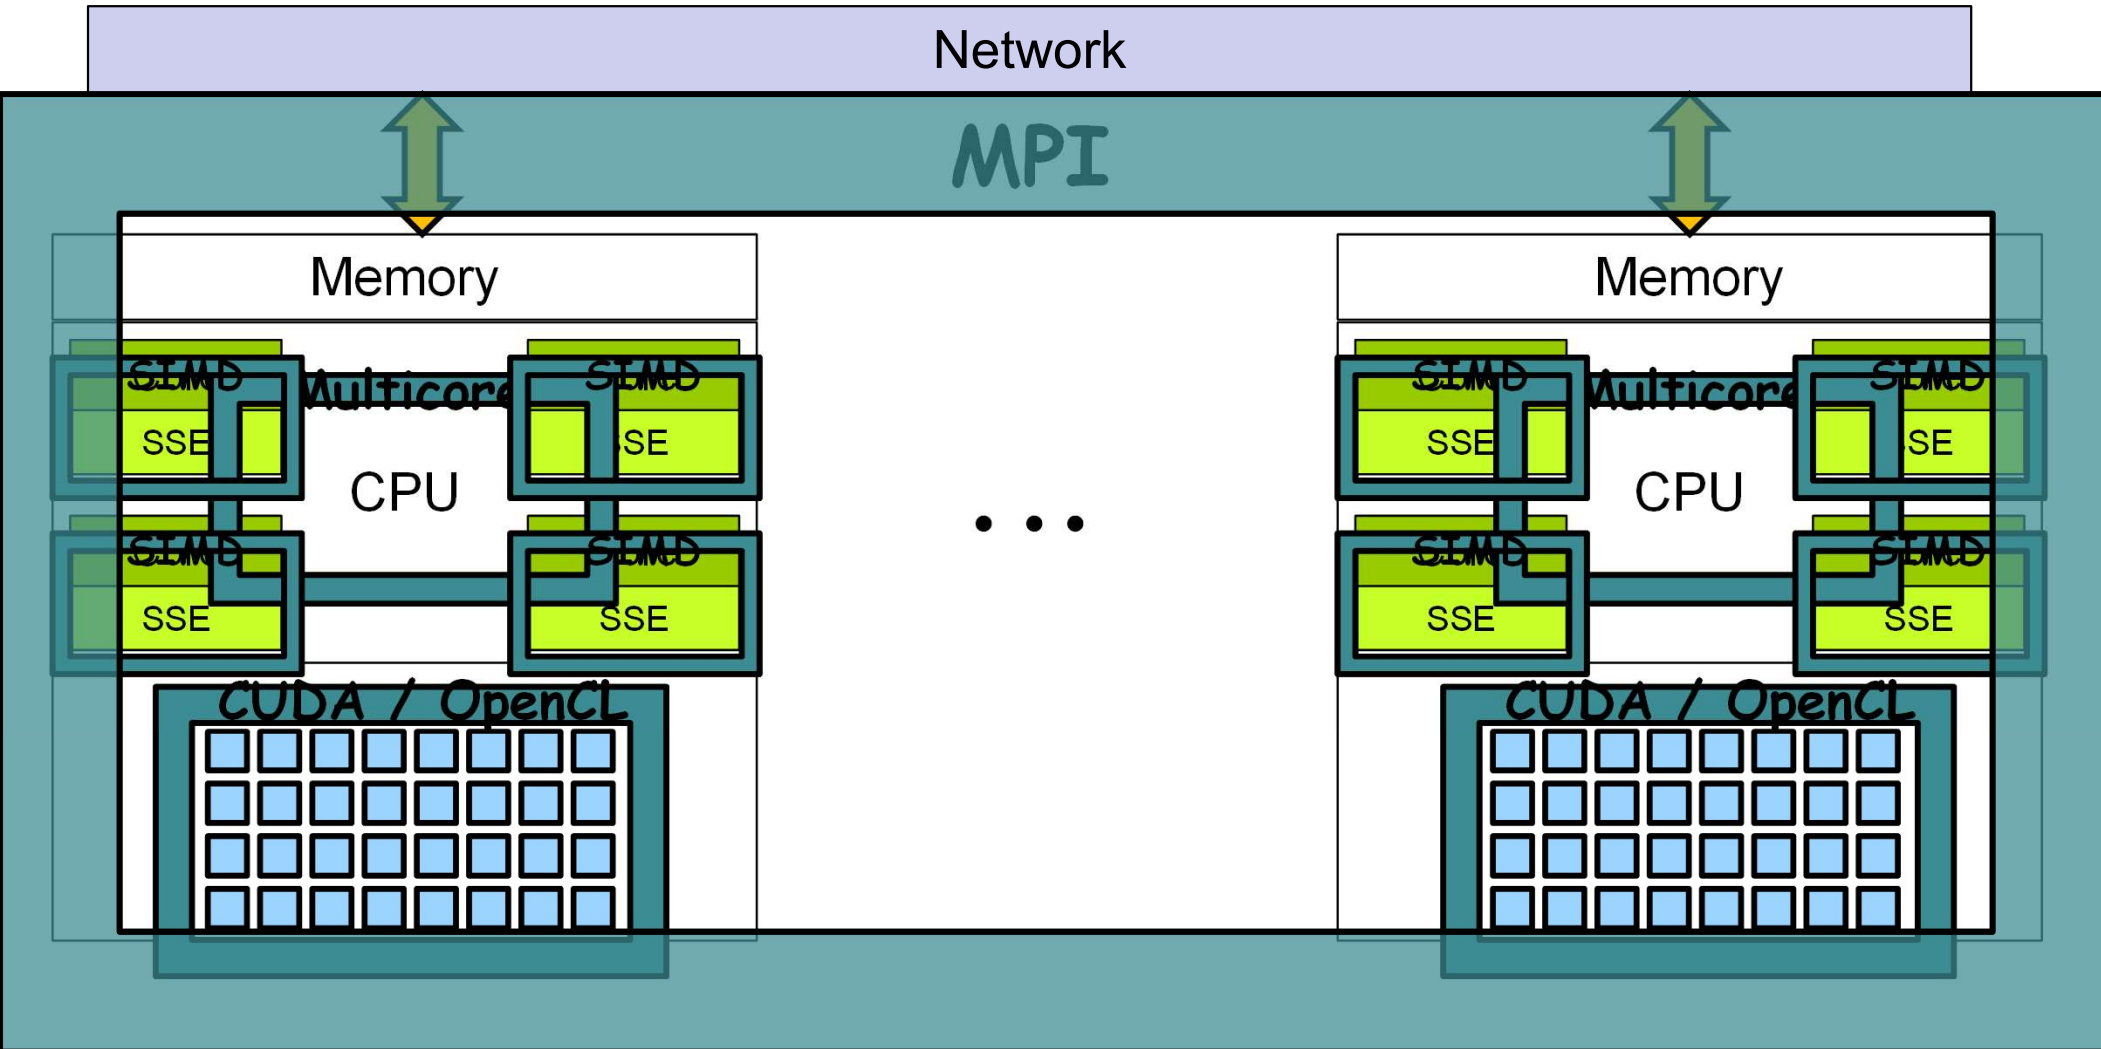 Network
MPI
Memory
Memory
SIMD
Multicore
SIMD
SIMD
Multicore
SIMD
SSE
SSE
SSE
SSE
CPU
CPU
SIMD
SIMD
SIMD
SIMD
SSE
SSE
SSE
SSE
CUDA / OpenCL
CUDA / OpenCL